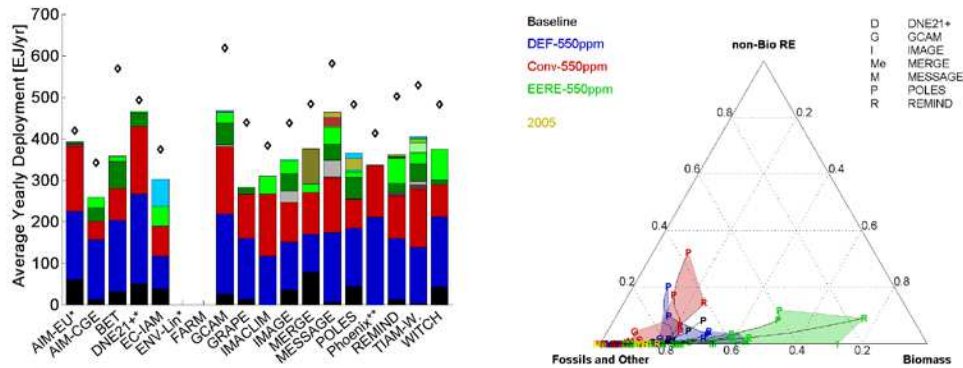 Average Yearly Deployment [EJ/yr]
700
600
500
400
300
200
100
0
AIM-EU*
AIM-CGE
BET
DNE21+*
EC-IAM
ENV-Lin*
FARM
GCAM
GRAPE
IMACLIM
IMAGE
MERGE
MESSAGE
POLES
Phoenix**
REMIND
TIAM-W.
WITCH
Baseline
DEF-550ppm
Conv-550ppm
EERE-550ppm
2005
non-Bio RE
D DNE21+
G GCAM
I IMAGE
Me MERGE
M MESSAGE
P POLES
R REMIND
0.8 0.2
0.4 0.6
0.2 0.8
0.8 0.6 0.4 0.2
Fossils and Other
Biomass